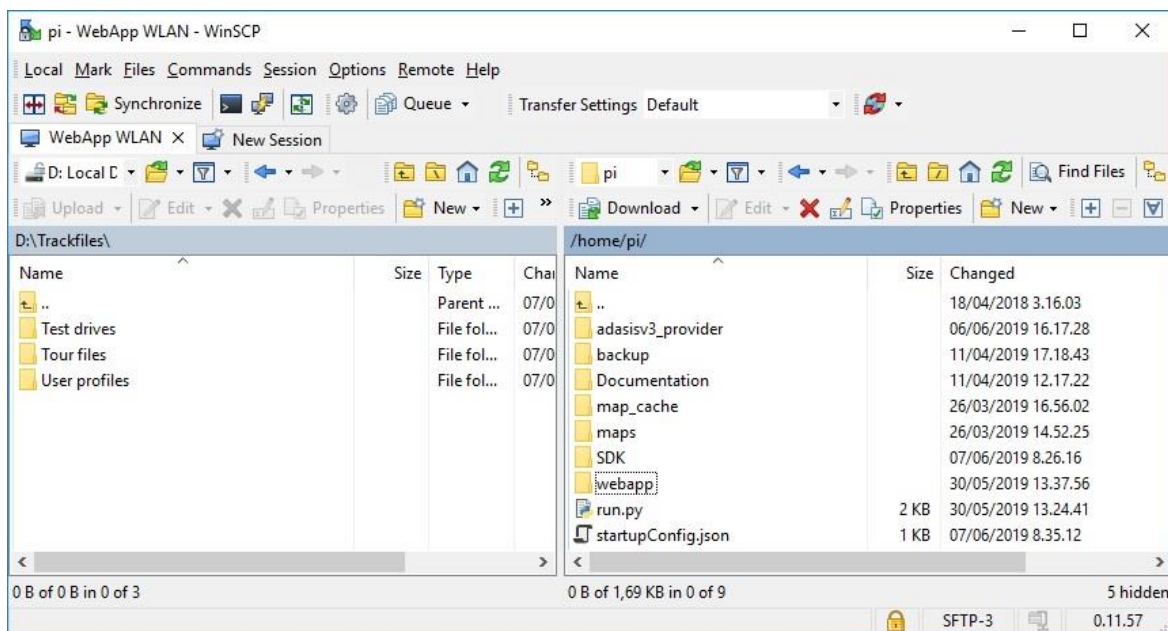 pi - WebApp WLAN - WinSCP
Local Mark Files Commands Session Options Remote Help
Synchronize Queue Transfer Settings Default
WebApp WLAN New Session
D: Local D pi Find Files
Upload Edit Properties New » Download Edit Properties New
D:\Trackfiles\ /home/pi/
Name Size Type Chan Name Size Changed
.. Parent ... 07/0 .. 18/04/2018 3.16.03
Test drives File fol... 07/0 adasisv3_provider 06/06/2019 16.17.28
Tour files File fol... 07/0 backup 11/04/2019 17.18.43
User profiles File fol... 07/0 Documentation 11/04/2019 12.17.22
map_cache 26/03/2019 16.56.02
maps 26/03/2019 14.52.25
SDK 07/06/2019 8.26.16
webapp 30/05/2019 13.37.56
run.py 2 KB 30/05/2019 13.24.41
startupConfig.json 1 KB 07/06/2019 8.35.12
0 B of 0 B in 0 of 3 0 B of 1,69 KB in 0 of 9 5 hidden
SFTP-3 0.11.57